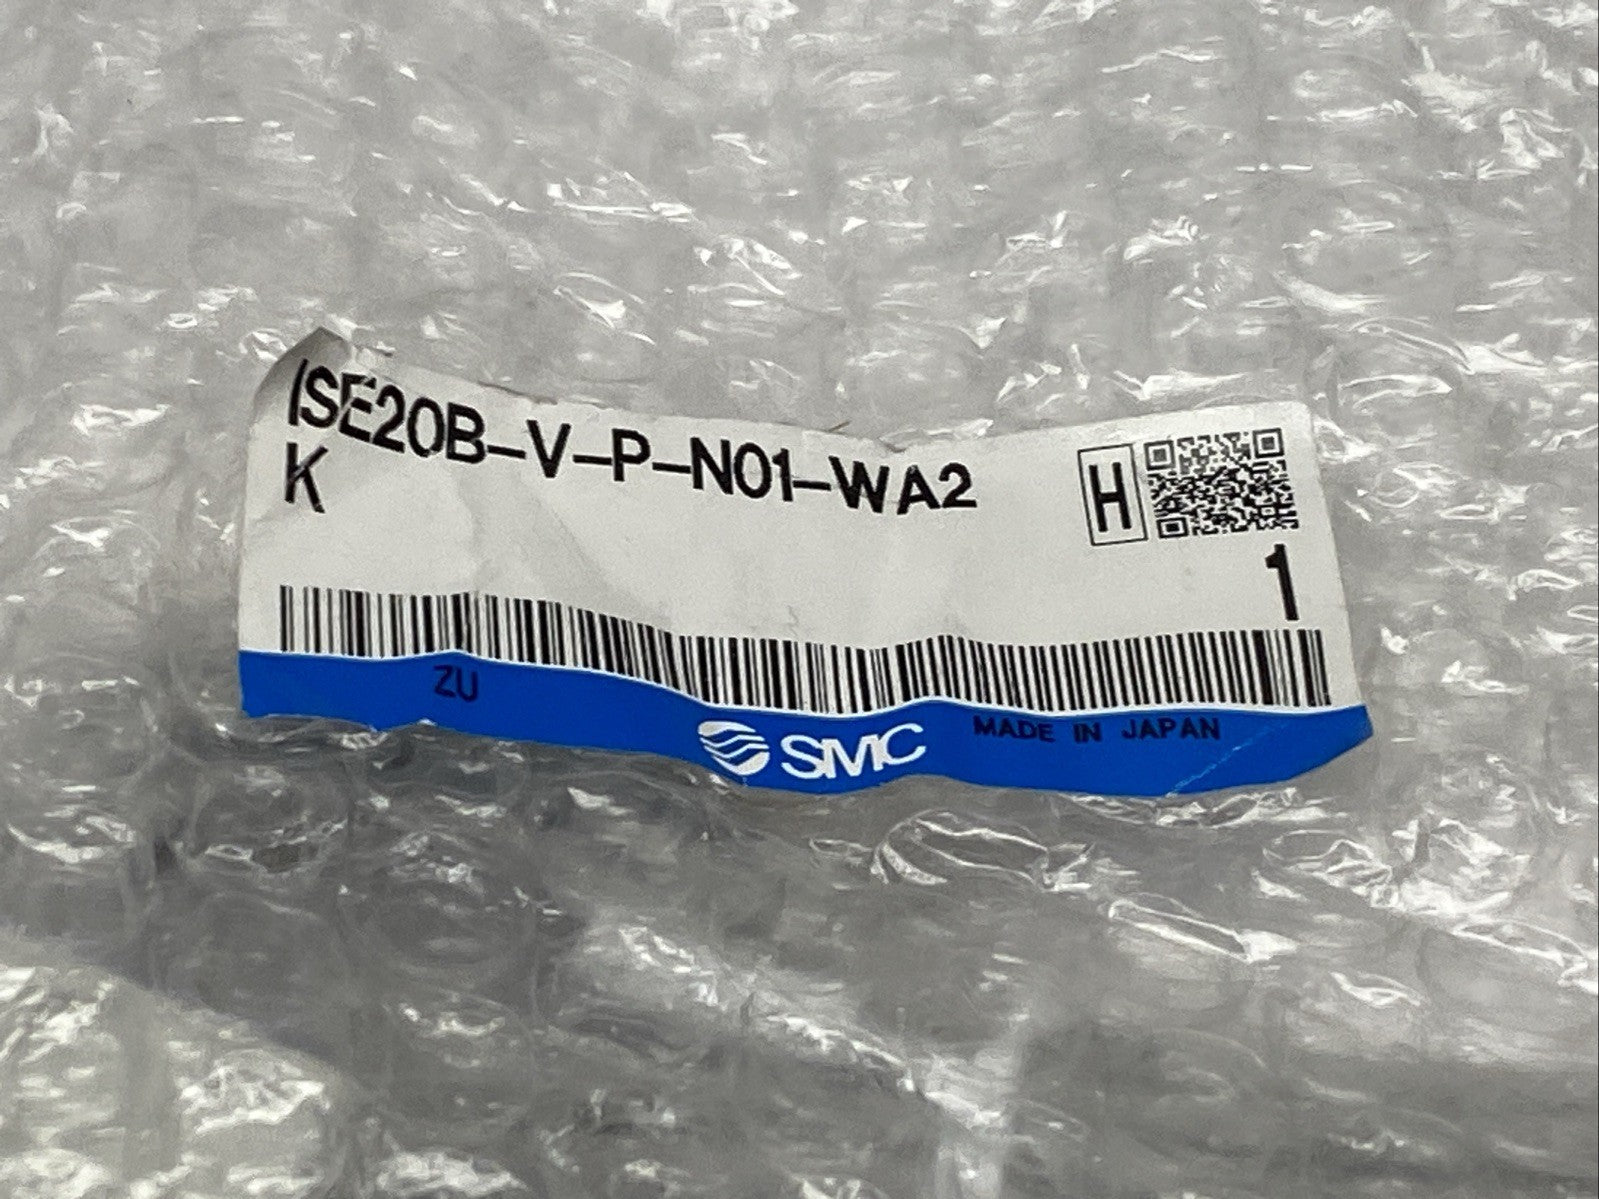 ISE20B-V-P-N01-WA2
K
H
1
ZU
SMC
MADE IN JAPAN